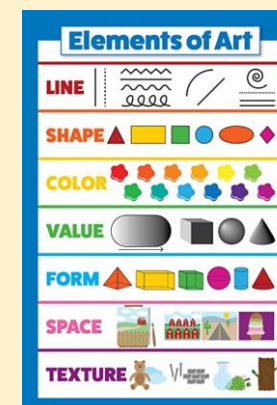 Elements of Art
LINE
SHAPE
COLOR
VALUE
FORM
SPACE
TEXTURE